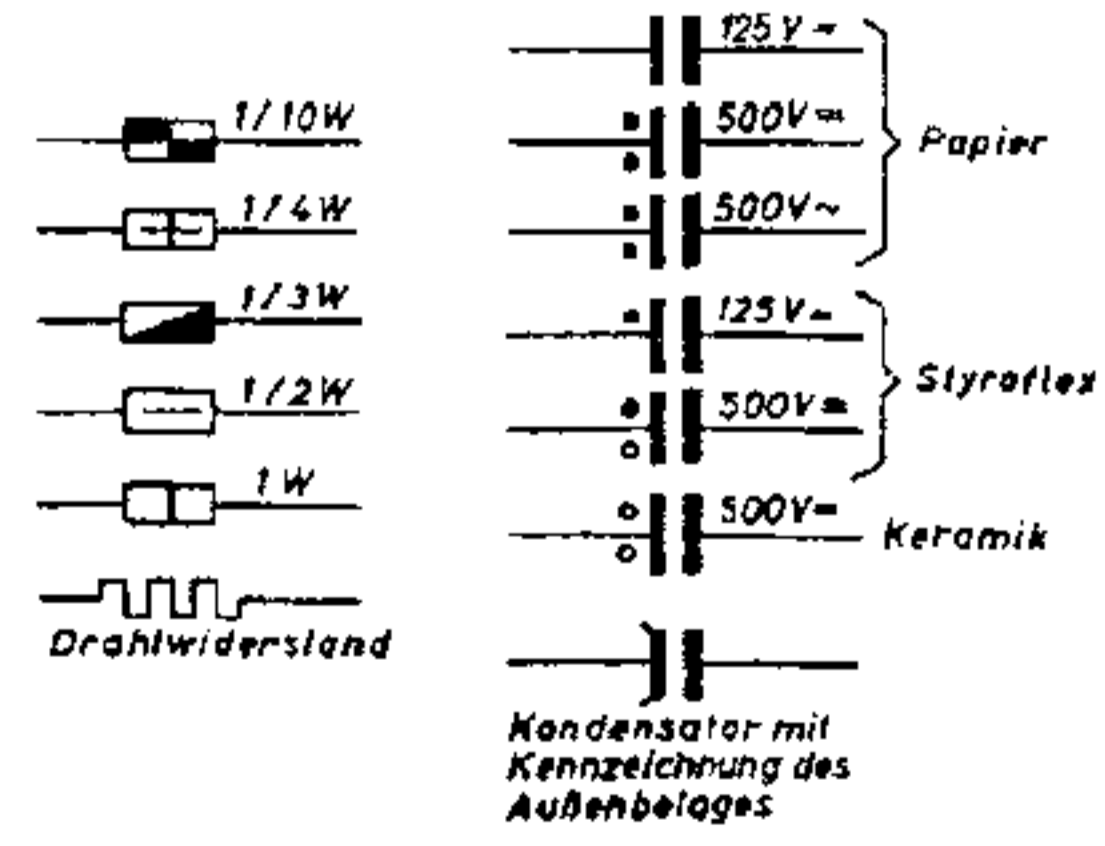 1/10W
1/4W
1/3W
1/2W
1W
Drahtwiderstand
125V=
500V=
500V~
Papier
125V=
500V=
Styroflex
500V=
Keramik
Kondensator mit
Kennzeichnung des
Außenbelages